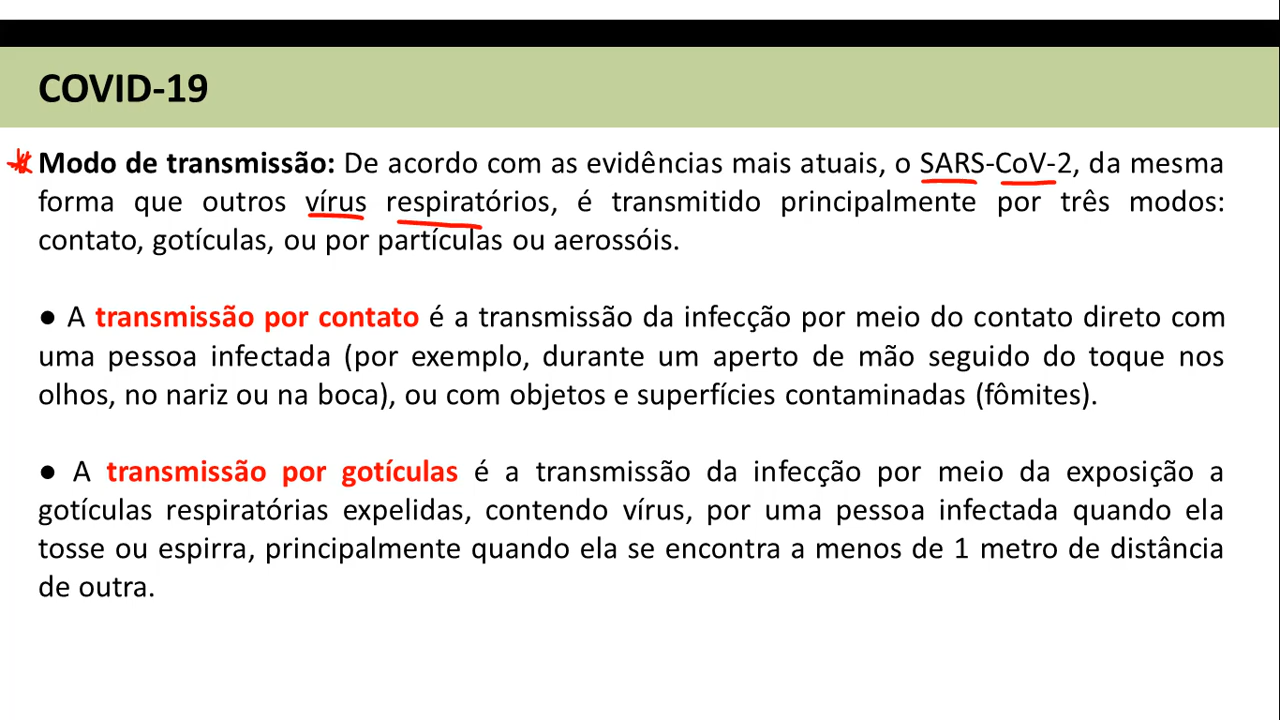 COVID-19
Modo de transmissão: De acordo com as evidências mais atuais, o SARS-CoV-2, da mesma
forma que outros vírus respiratórios, é transmitido principalmente por três modos:
contato, gotículas, ou por partículas ou aerossóis.
● A transmissão por contato é a transmissão da infecção por meio do contato direto com
uma pessoa infectada (por exemplo, durante um aperto de mão seguido do toque nos
olhos, no nariz ou na boca), ou com objetos e superfícies contaminadas (fômites).
● A transmissão por gotículas é a transmissão da infecção por meio da exposição a
gotículas respiratórias expelidas, contendo vírus, por uma pessoa infectada quando ela
tosse ou espirra, principalmente quando ela se encontra a menos de 1 metro de distância
de outra.